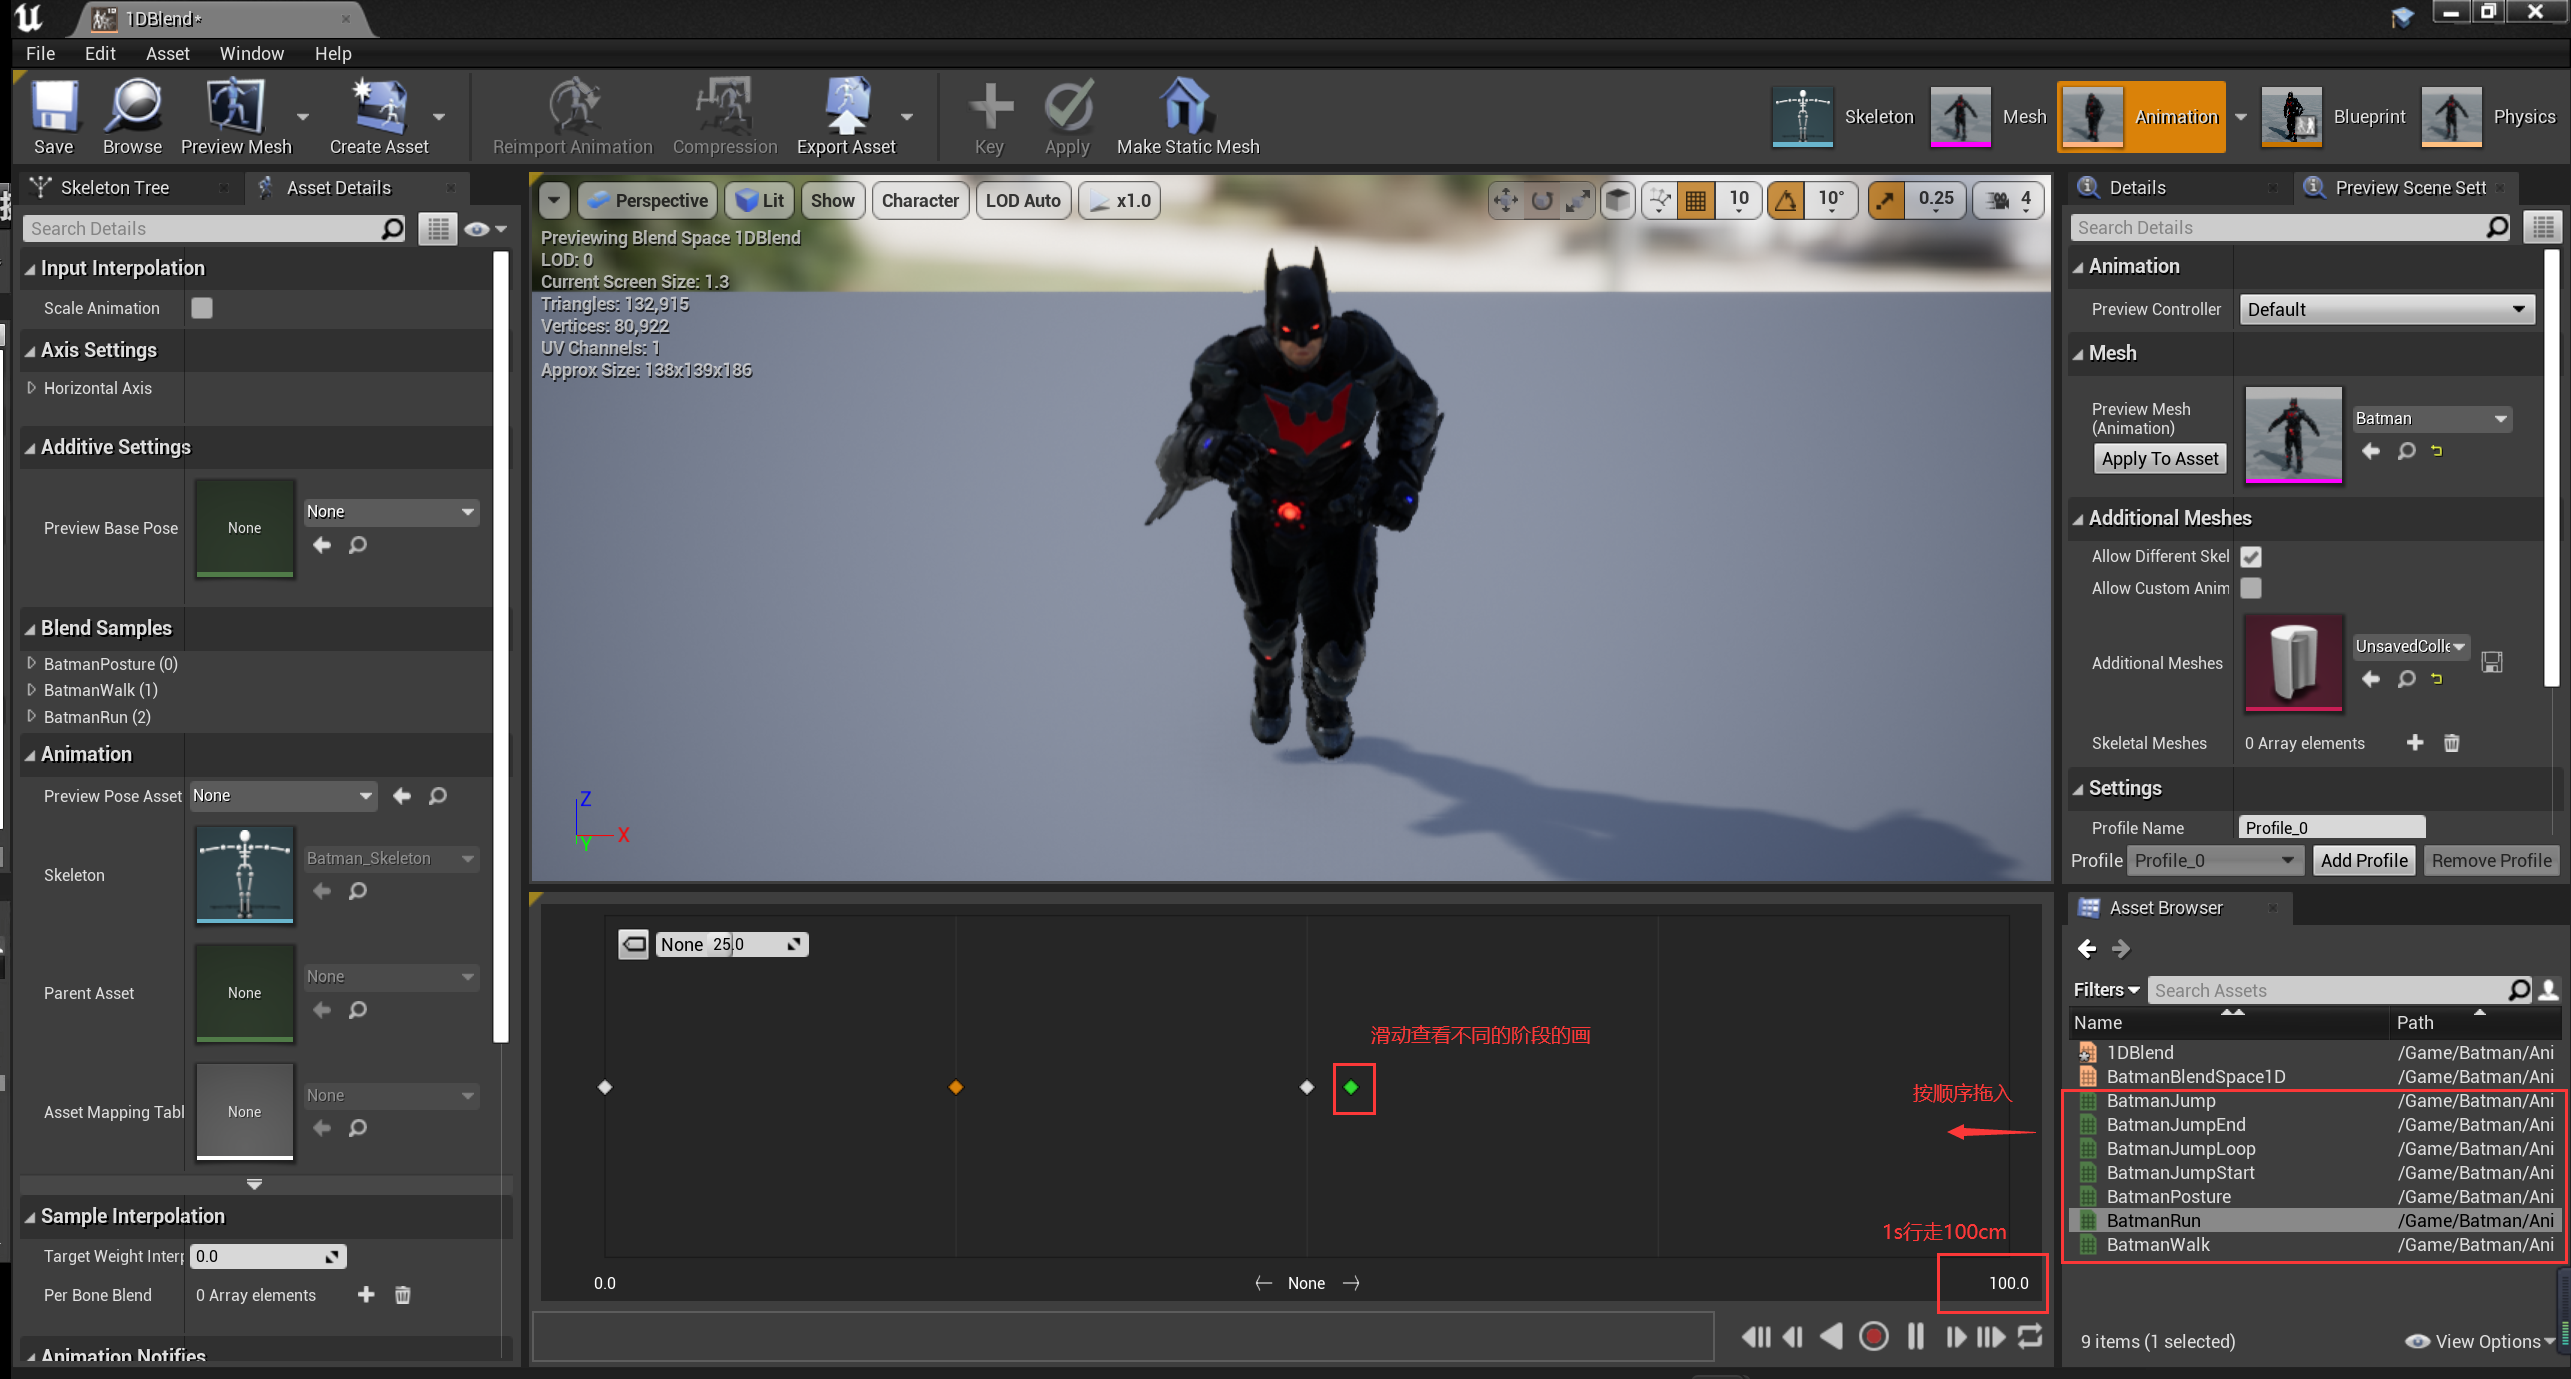 1DBlend*
File Edit Asset Window Help
Save Browse Preview Mesh Create Asset Reimport Animation Compression Export Asset Key Apply Make Static Mesh Skeleton Mesh Animation Blueprint Physics
Skeleton Tree Asset Details
Search Details
Input Interpolation
Scale Animation
Axis Settings
Horizontal Axis
Additive Settings
Preview Base Pose None None
Blend Samples
BatmanPosture (0)
BatmanWalk (1)
BatmanRun (2)
Animation
Preview Pose Asset None
Skeleton Batman_Skeleton
Parent Asset None None
Asset Mapping Tabl None None
Sample Interpolation
Target Weight Interp 0.0
Per Bone Blend 0 Array elements
Animation Notifies
Perspective Lit Show Character LOD Auto x1.0 10 10° 0.25 4
Previewing Blend Space 1DBlend
LOD: 0
Current Screen Size: 1.3
Triangles: 132,915
Vertices: 80,922
UV Channels: 1
Approx Size: 138x139x186
Z
X
Y
None 25.0
滑动查看不同的阶段的画
按顺序拖入
1s行走100cm
0.0 None 100.0
Details Preview Scene Sett
Search Details
Animation
Preview Controller Default
Mesh
Preview Mesh
(Animation)
Apply To Asset
Batman
Additional Meshes
Allow Different Skel
Allow Custom Anim
Additional Meshes UnsavedColle
Skeletal Meshes 0 Array elements
Settings
Profile Name Profile_0
Profile Profile_0 Add Profile Remove Profile
Asset Browser
Filters Search Assets
Name Path
1DBlend /Game/Batman/Ani
BatmanBlendSpace1D /Game/Batman/Ani
BatmanJump /Game/Batman/Ani
BatmanJumpEnd /Game/Batman/Ani
BatmanJumpLoop /Game/Batman/Ani
BatmanJumpStart /Game/Batman/Ani
BatmanPosture /Game/Batman/Ani
BatmanRun /Game/Batman/Ani
BatmanWalk /Game/Batman/Ani
9 items (1 selected) View Options